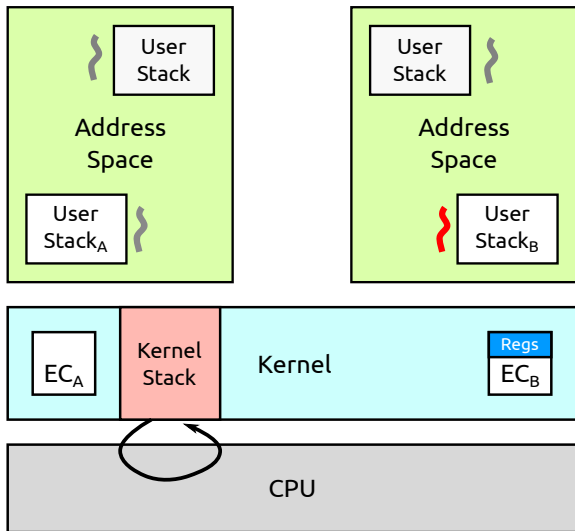 User
Stack
User
Stack
Address
Space
Address
Space
User
StackA
User
StackB
ECA
Kernel
Stack
Kernel
Regs
ECB
CPU